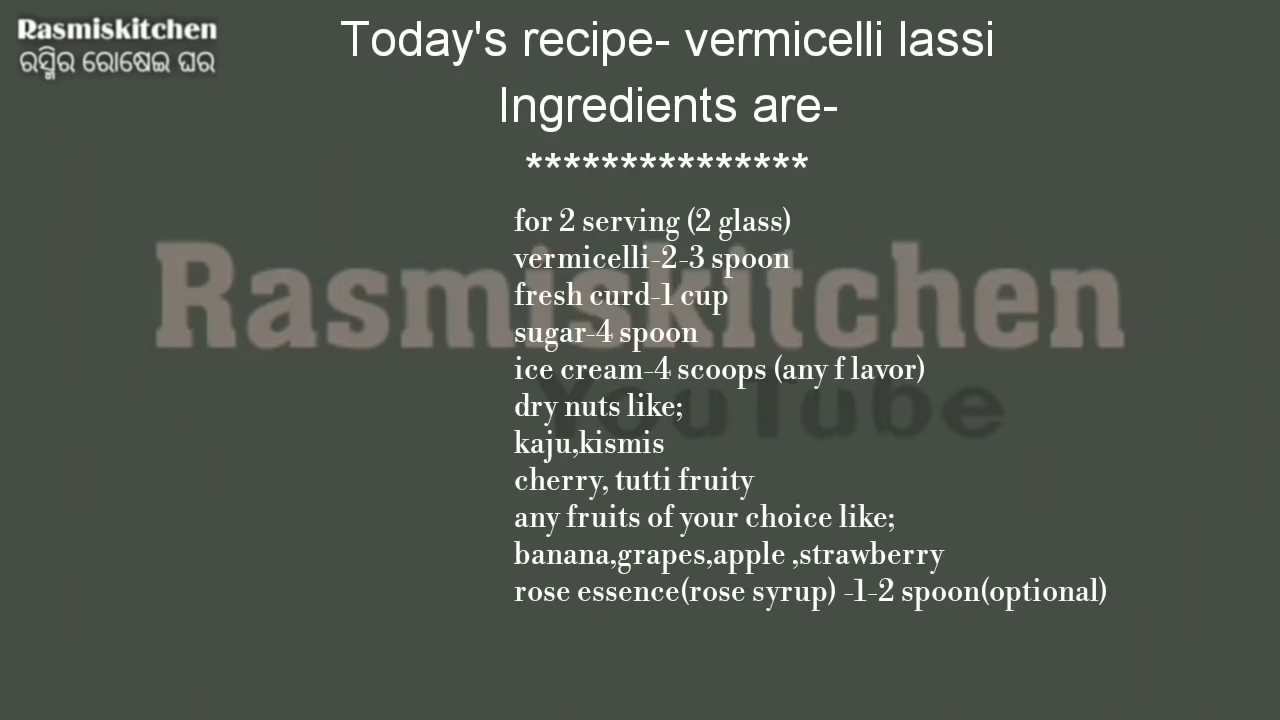 Rasmiskitchen
ରସ୍ମିର ରୋଷେଇ ଘର
Today's recipe- vermicelli lassi
Ingredients are-
***************
for 2 serving (2 glass)
vermicelli-2-3 spoon
fresh curd-1 cup
sugar-4 spoon
ice cream-4 scoops (any f lavor)
dry nuts like;
kaju,kismis
cherry, tutti fruity
any fruits of your choice like;
banana,grapes,apple ,strawberry
rose essence(rose syrup) -1-2 spoon(optional)
Rasmiskitchen
YouTube